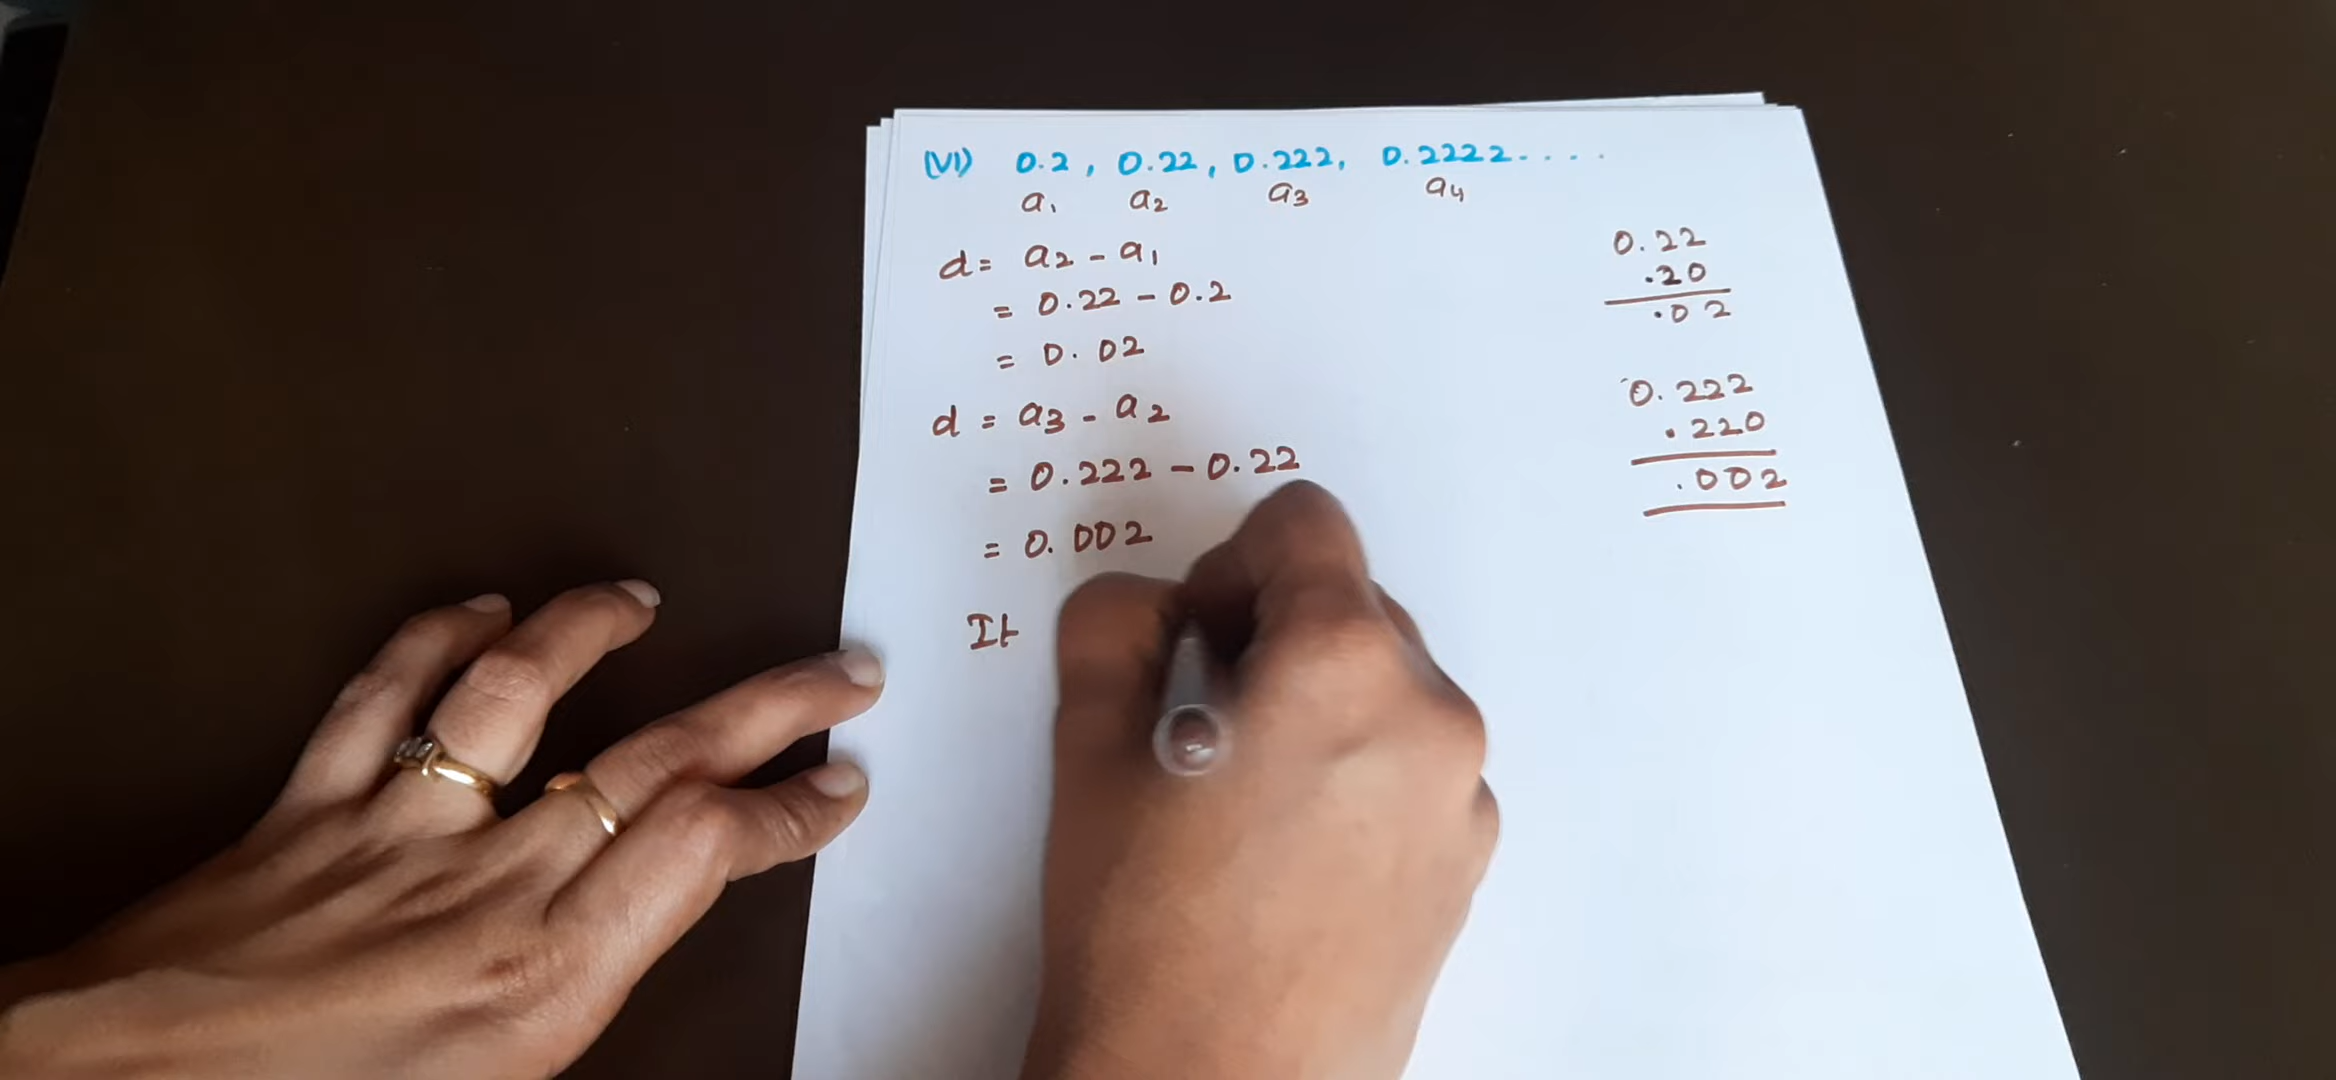 (VI) 0.2, 0.22, 0.222, 0.2222....
a1 a2 a3 a4
d = a2 - a1
= 0.22 - 0.2
= 0.02
d = a3 - a2
= 0.222 - 0.22
= 0.002
It
0.22
.20
.02
0.222
.220
.002